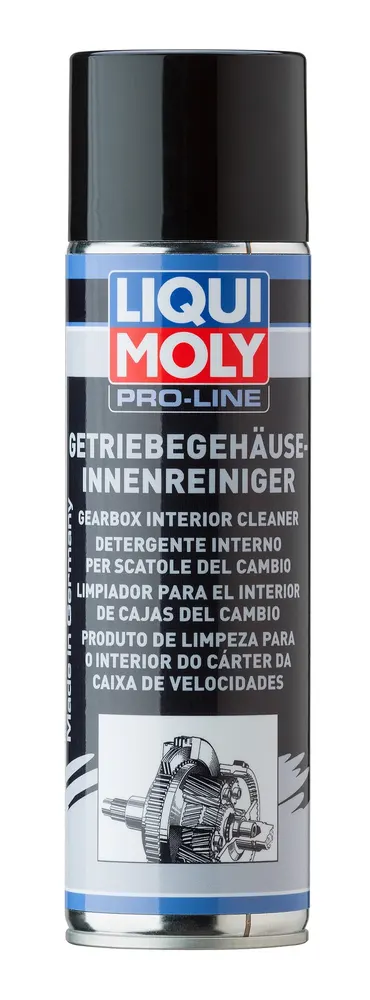 LIQUI
MOLY
PRO-LINE
GETRIEBEGEHÄUSE-
INNENREINIGER
GEARBOX INTERIOR CLEANER
DETERGENTE INTERNO
PER SCATOLE DEL CAMBIO
LIMPIADOR PARA EL INTERIOR
DE CAJAS DEL CAMBIO
PRODUTO DE LIMPEZA PARA
O INTERIOR DO CÁRTER DA
CAIXA DE VELOCIDADES
Made in Germany